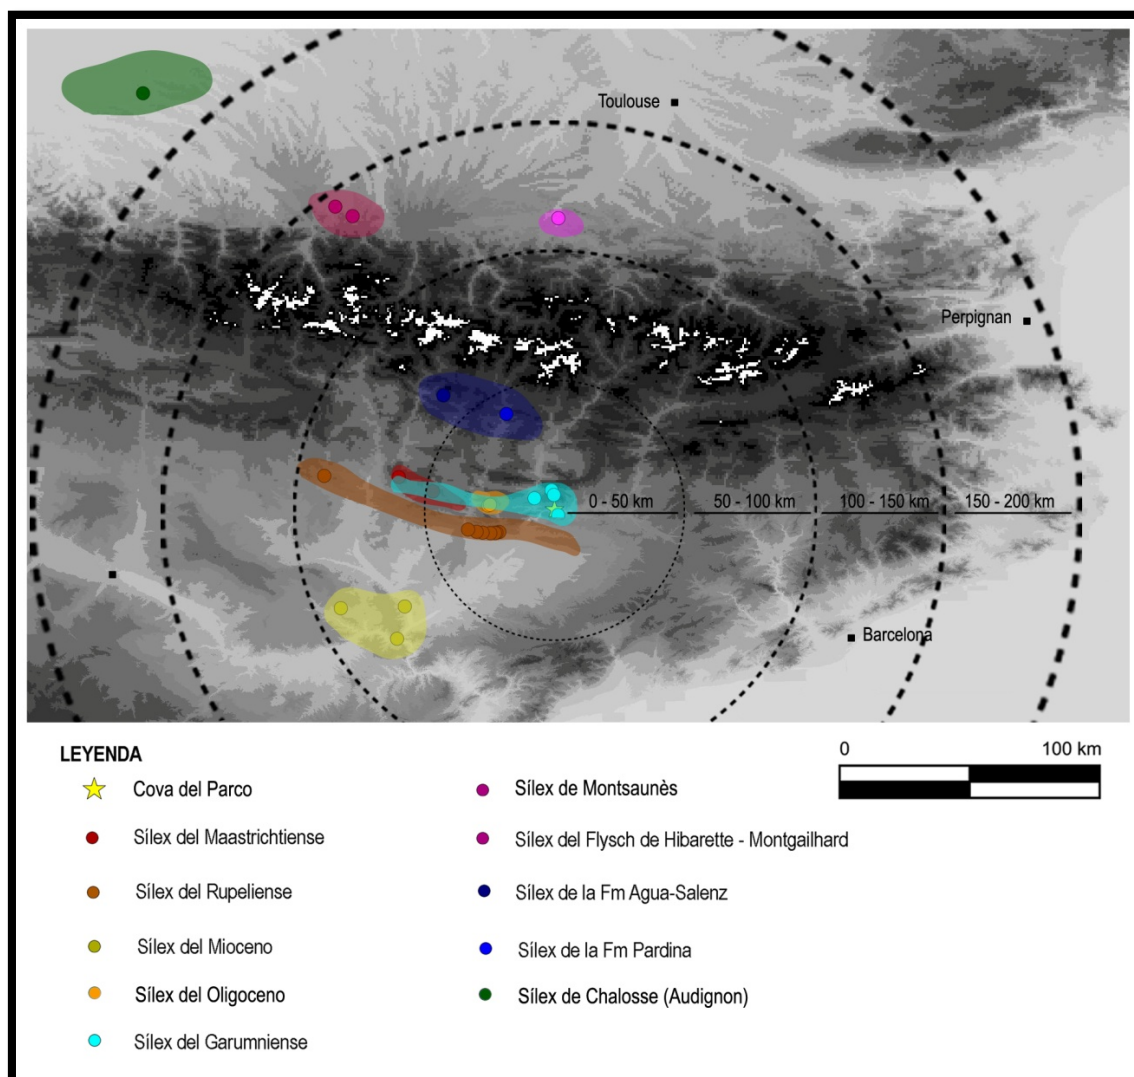 Toulouse
Perpignan
0 - 50 km
50 - 100 km
100 - 150 km
150 - 200 km
Barcelona
LEYENDA
0
100 km
Cova del Parco
Sílex del Maastrichtiense
Sílex del Rupeliense
Sílex del Mioceno
Sílex del Oligoceno
Sílex del Garumniense
Sílex de Montsaunès
Sílex del Flysch de Hibarette - Montgailhard
Sílex de la Fm Agua-Salenz
Sílex de la Fm Pardina
Sílex de Chalosse (Audignon)